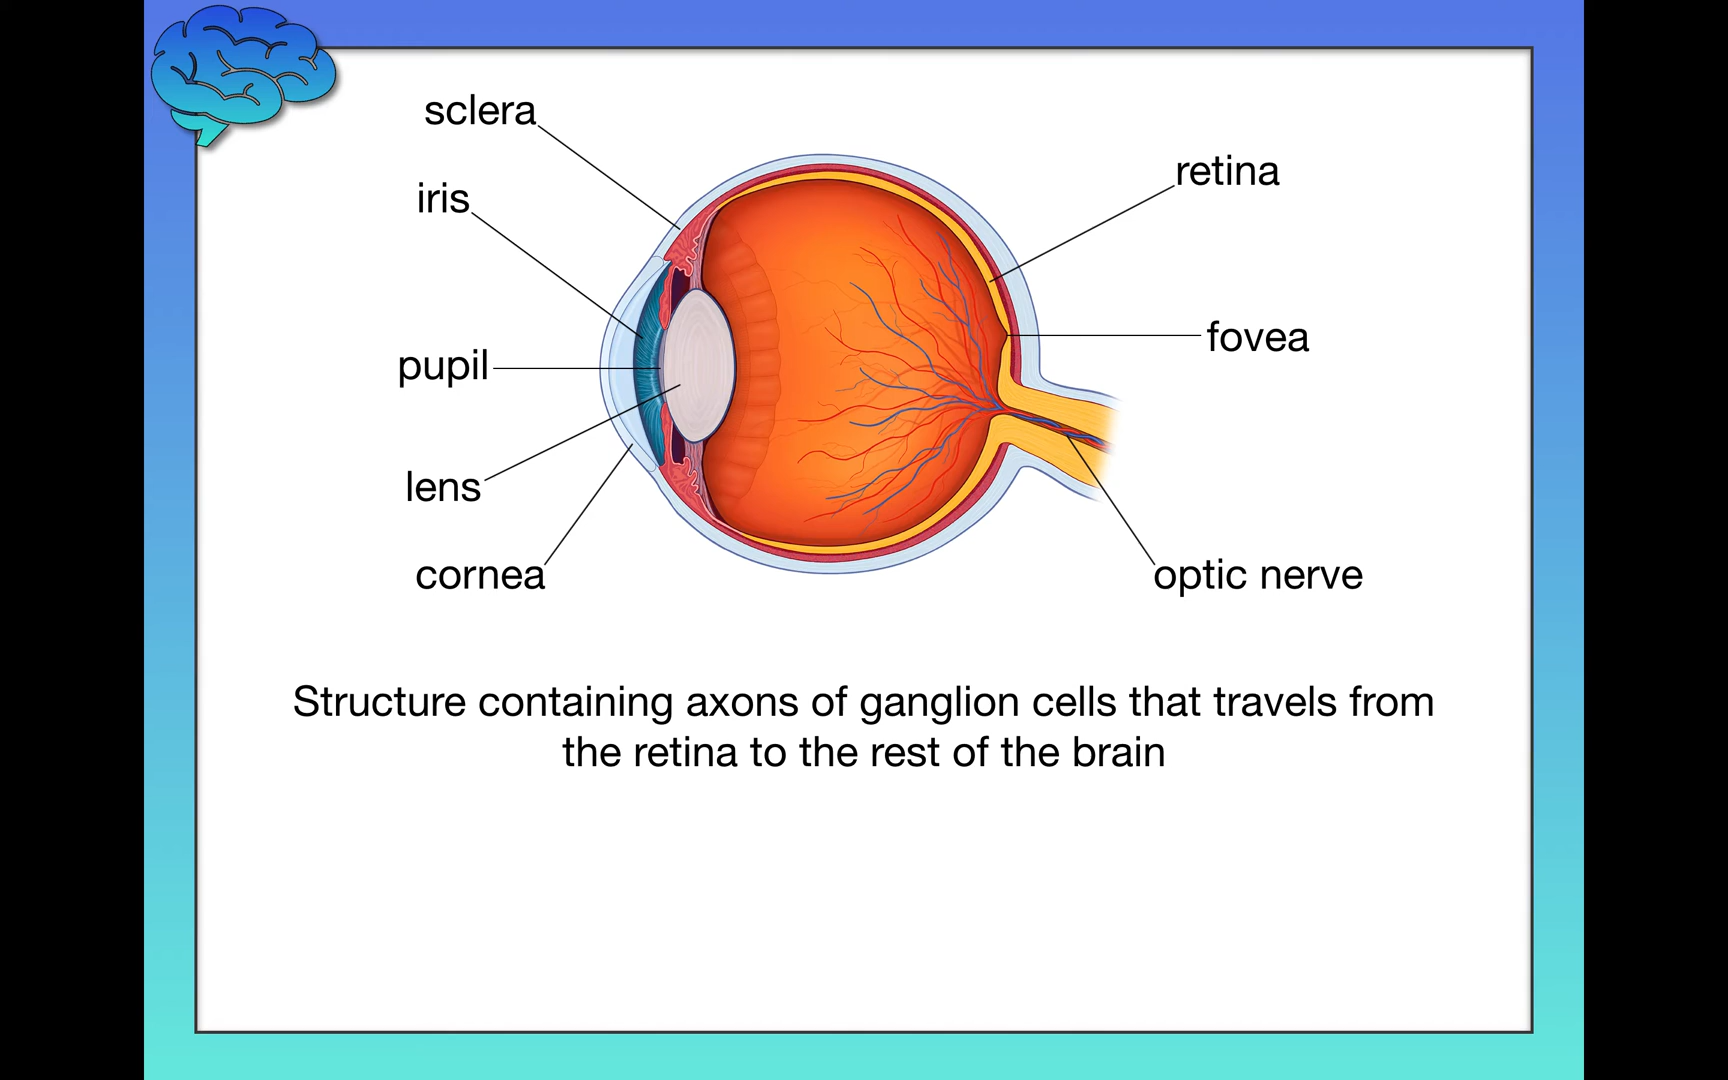 sclera
iris
pupil
lens
cornea
retina
fovea
optic nerve
Structure containing axons of ganglion cells that travels from
the retina to the rest of the brain